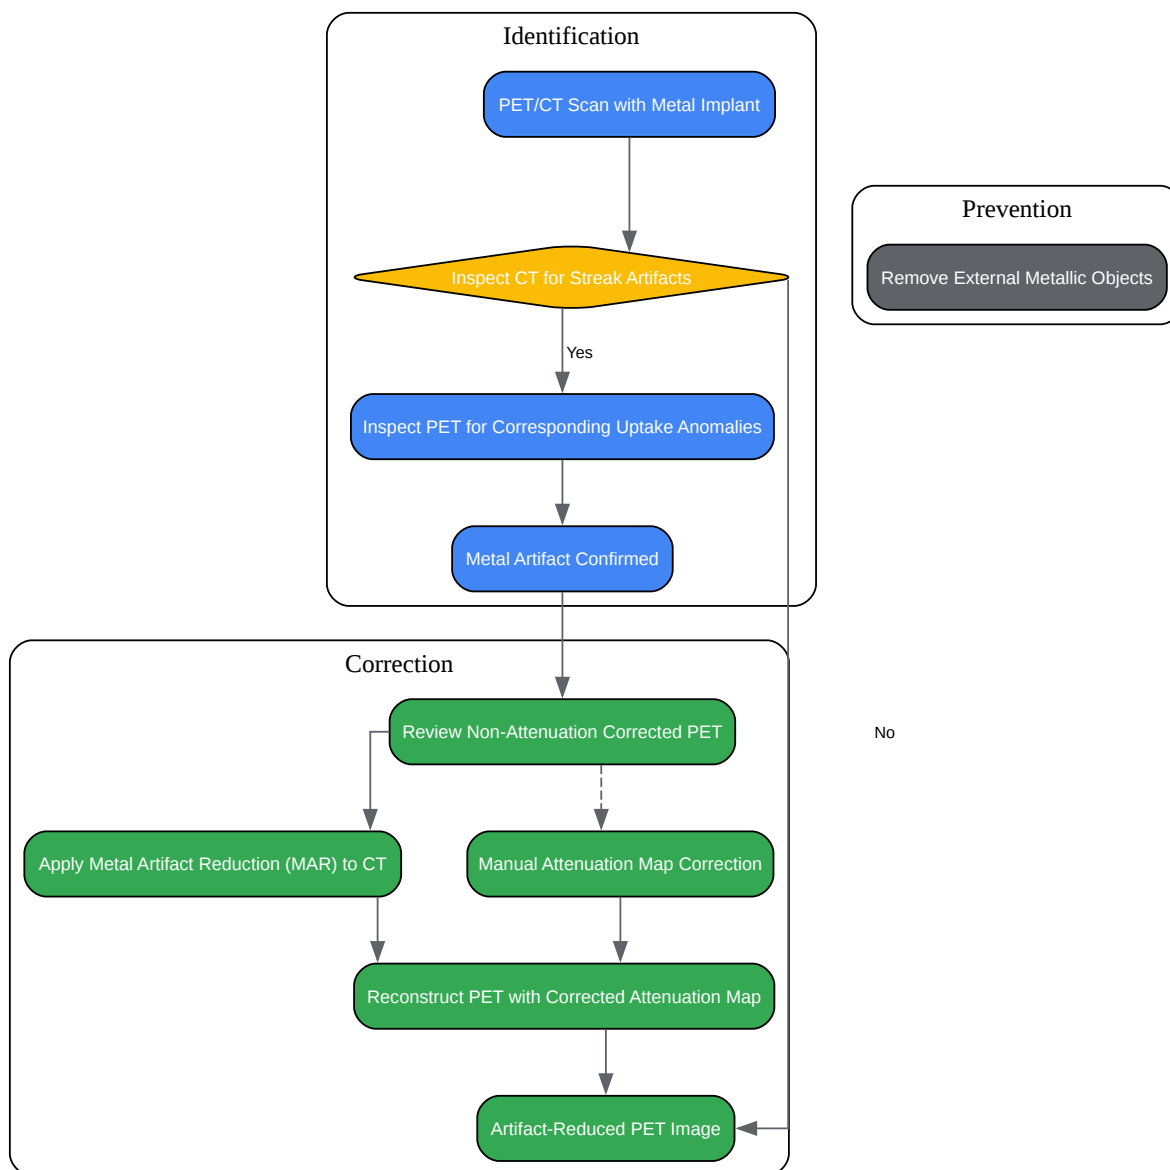 Identification
PET/CT Scan with Metal Implant
Prevention
Remove External Metallic Objects
Inspect CT for Streak Artifacts
Yes
Inspect PET for Corresponding Uptake Anomalies
Metal Artifact Confirmed
Correction
Review Non-Attenuation Corrected PET
No
Apply Metal Artifact Reduction (MAR) to CT
Manual Attenuation Map Correction
Reconstruct PET with Corrected Attenuation Map
Artifact-Reduced PET Image